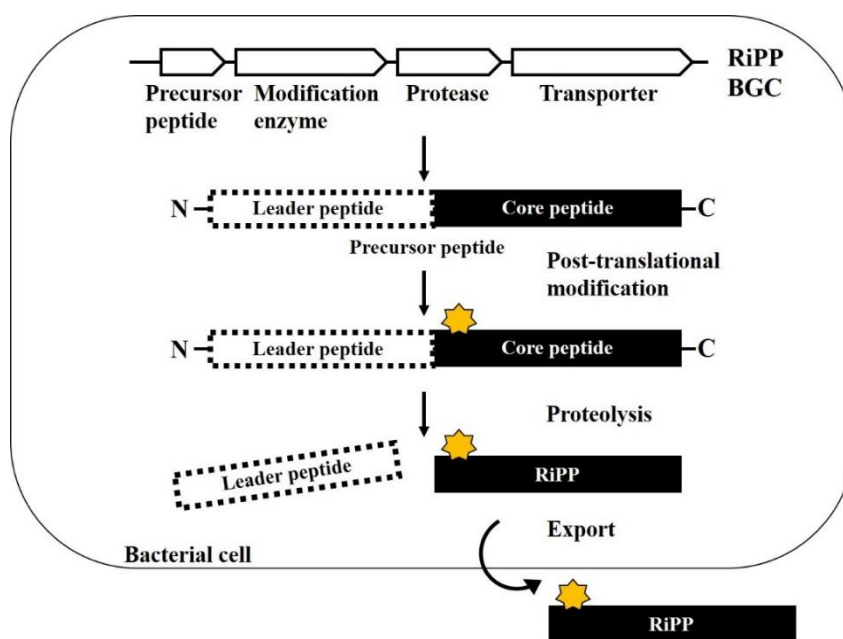 RiPP
BGC
Precursor
peptide
Modification
enzyme
Protease
Transporter
N
Leader peptide
Core peptide
C
Precursor peptide
Post-translational
modification
N
Leader peptide
Core peptide
C
Proteolysis
Leader peptide
RiPP
Export
Bacterial cell
RiPP